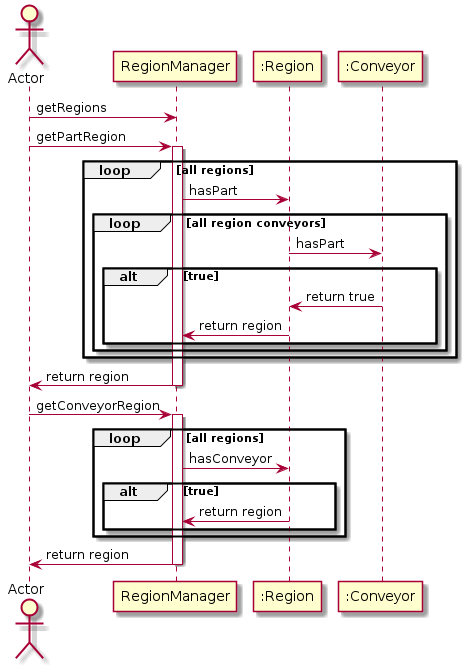 Actor
RegionManager
:Region
:Conveyor
getRegions
getPartRegion
loop
[all regions]
hasPart
loop
[all region conveyors]
hasPart
alt
[true]
return true
return region
return region
getConveyorRegion
loop
[all regions]
hasConveyor
alt
[true]
return region
return region
Actor
RegionManager
:Region
:Conveyor